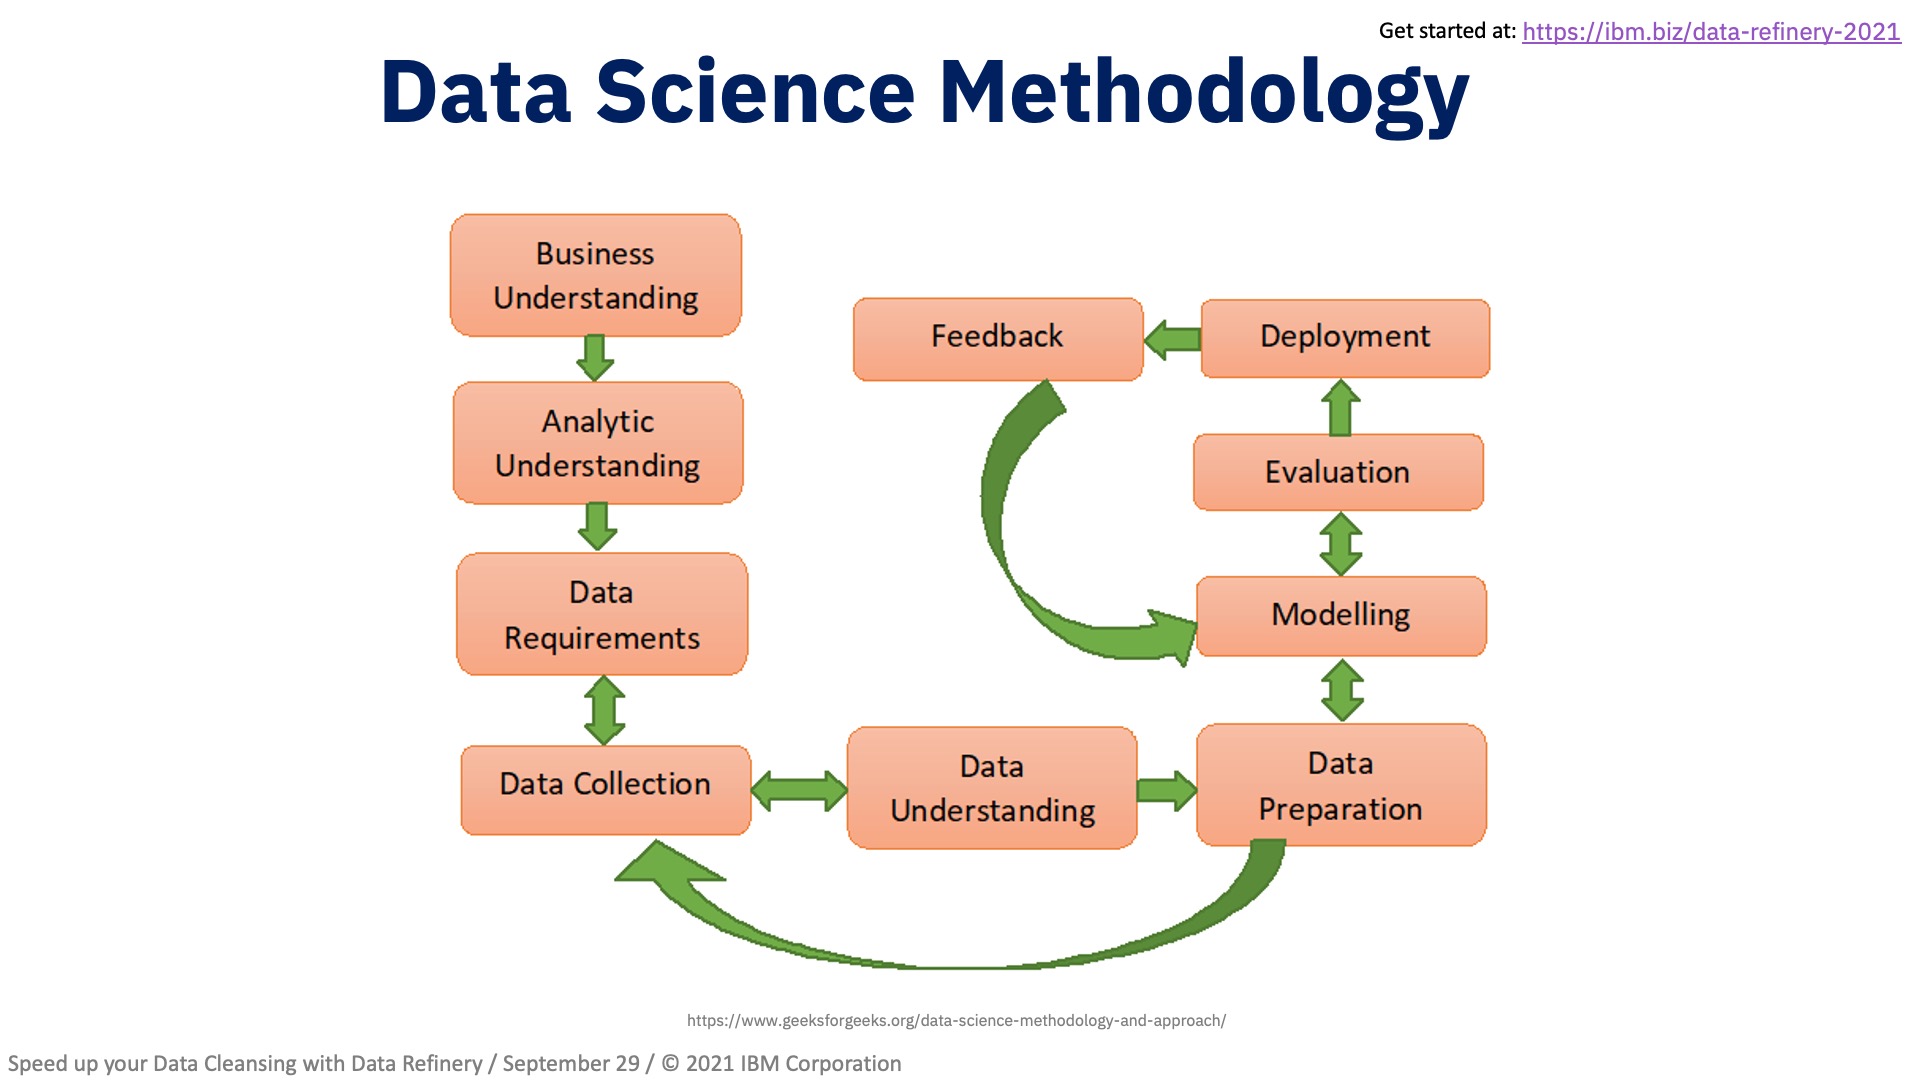 Get started at: https://ibm.biz/data-refinery-2021
Data Science Methodology
Business
Understanding
Analytic
Understanding
Data
Requirements
Data Collection
Data
Understanding
Data
Preparation
Modelling
Evaluation
Deployment
Feedback
https://www.geeksforgeeks.org/data-science-methodology-and-approach/
Speed up your Data Cleansing with Data Refinery / September 29 / © 2021 IBM Corporation